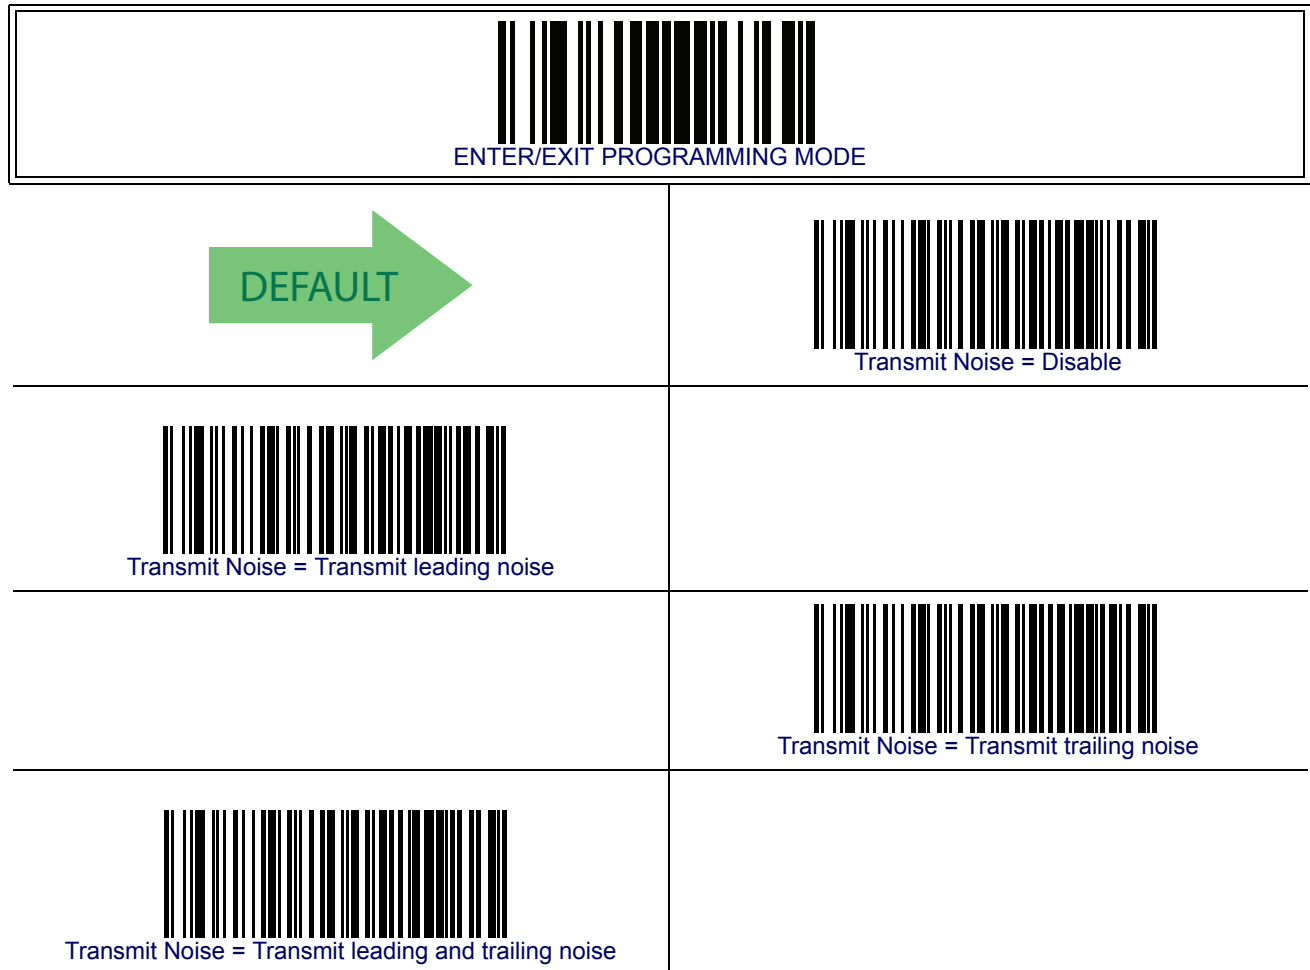 ENTER/EXIT PROGRAMMING MODE
DEFAULT
Transmit Noise = Disable
Transmit Noise = Transmit leading noise
Transmit Noise = Transmit trailing noise
Transmit Noise = Transmit leading and trailing noise